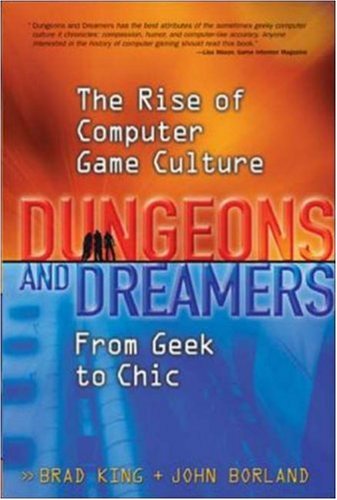 "Dungeons and Dreamers has the best attributes of the sometimes geeky computer
culture it chronicles: compassion, humor, and computer-like accuracy. Anyone
interested in the history of computer gaming should read this book."
—Lisa Mason, Game Informer Magazine
The Rise of
Computer
Game Culture
DUNGEONS
AND DREAMERS
From Geek
to Chic
>> BRAD KING + JOHN BORLAND